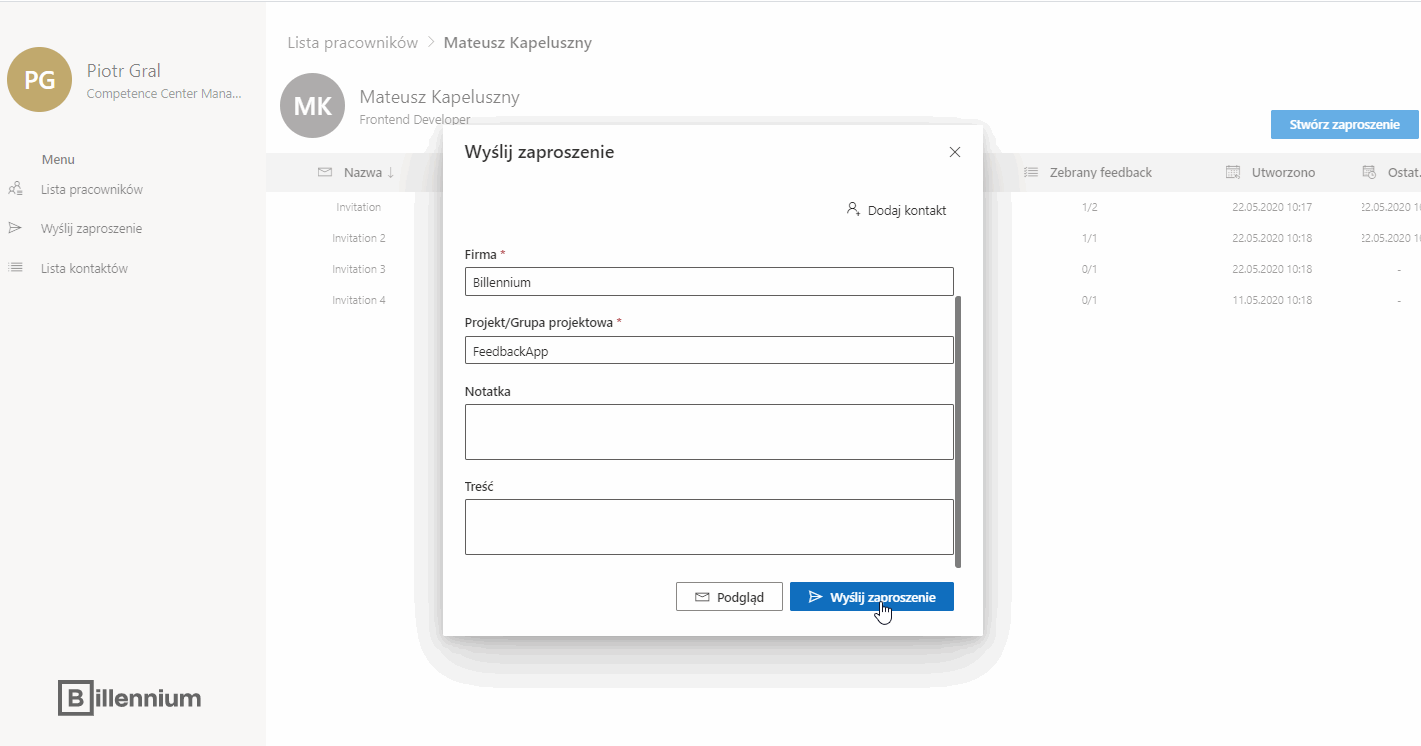 PG
Piotr Gral
Competence Center Mana...
Menu
Lista pracowników
Wyślij zaproszenie
Lista kontaktów
Billennium
Lista pracowników > Mateusz Kapeluszny
MK
Mateusz Kapeluszny
Frontend Developer
Stwórz zaproszenie
Nazwa ↓ Zebrany feedback Utworzono Ostat.
Invitation 1/2 22.05.2020 10:17 22.05.2020
Invitation 2 1/1 22.05.2020 10:18 22.05.2020
Invitation 3 0/1 22.05.2020 10:18 -
Invitation 4 0/1 11.05.2020 10:18 -
Wyślij zaproszenie
Dodaj kontakt
Firma *
Billennium
Projekt/Grupa projektowa *
FeedbackApp
Notatka
Treść
Podgląd
Wyślij zaproszenie